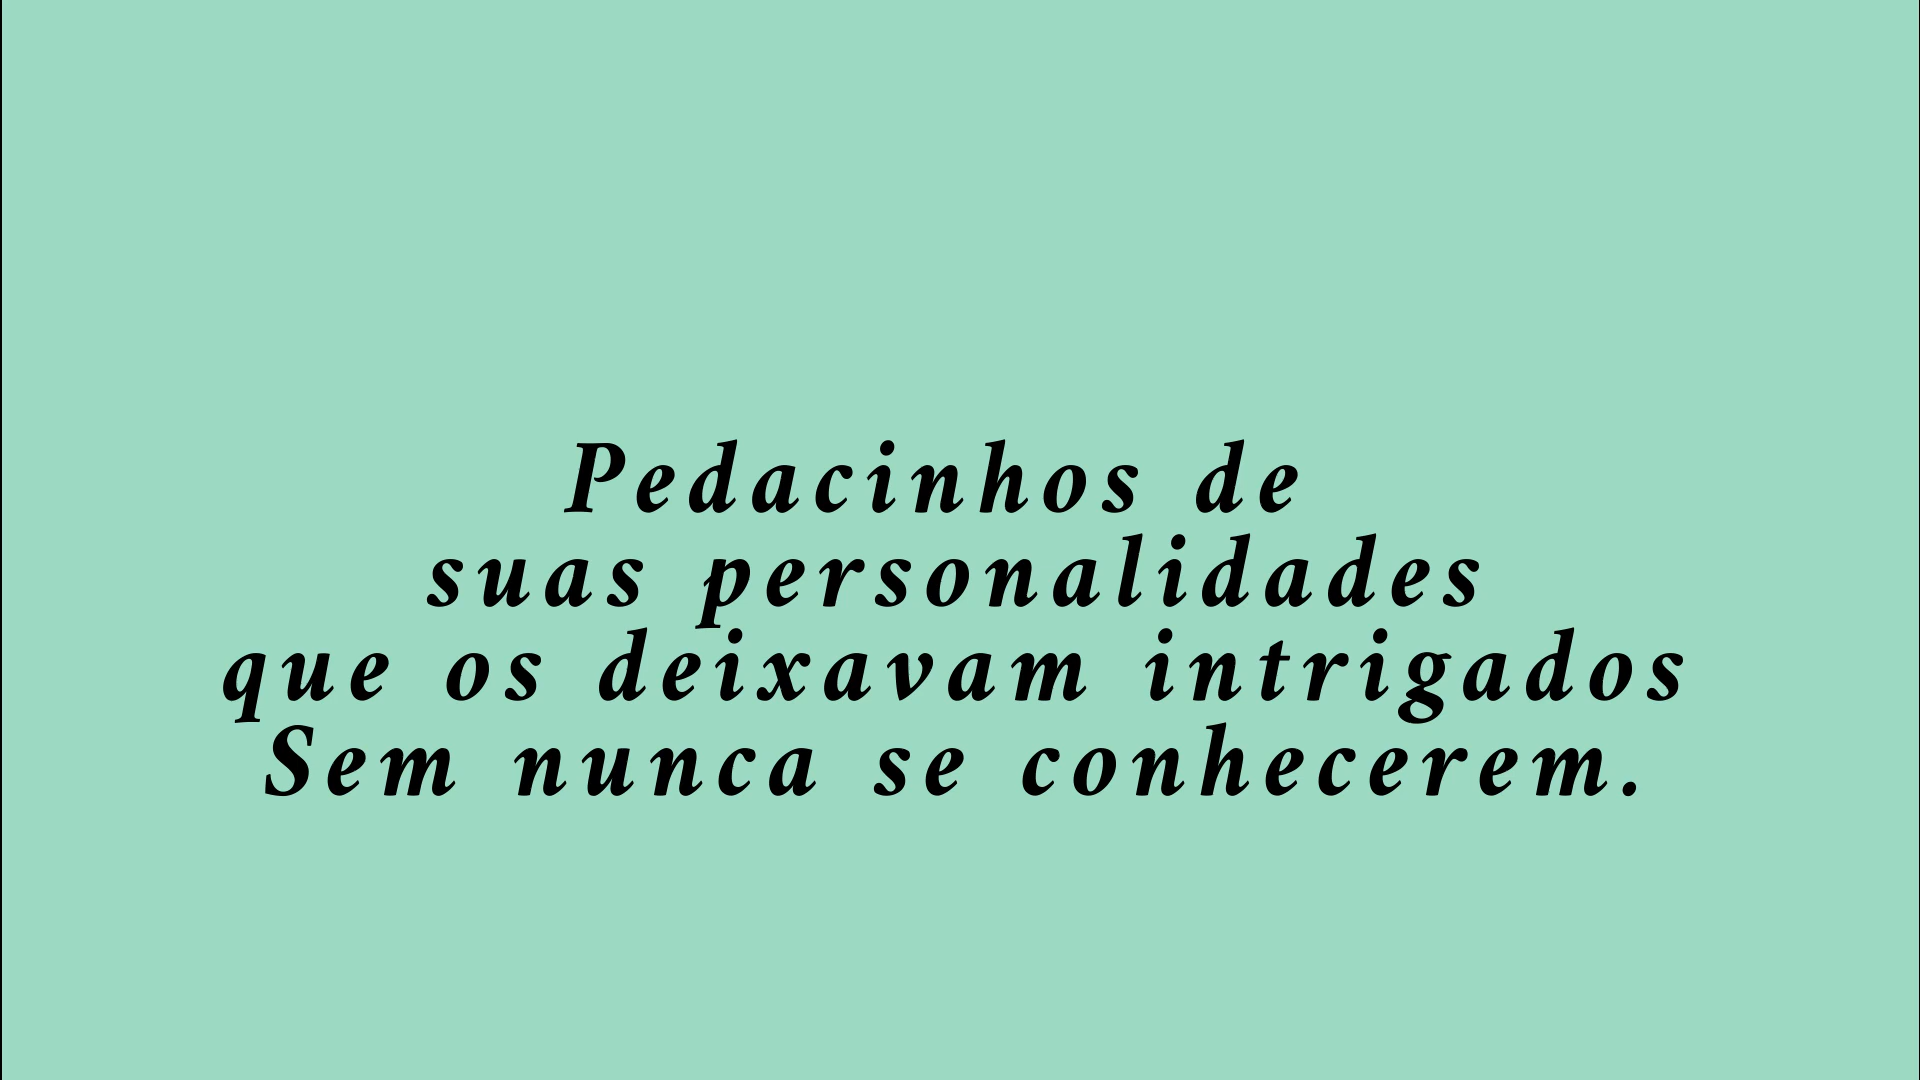 Pedacinhos de
suas personalidades
que os deixavam intrigados
Sem nunca se conhecerem.